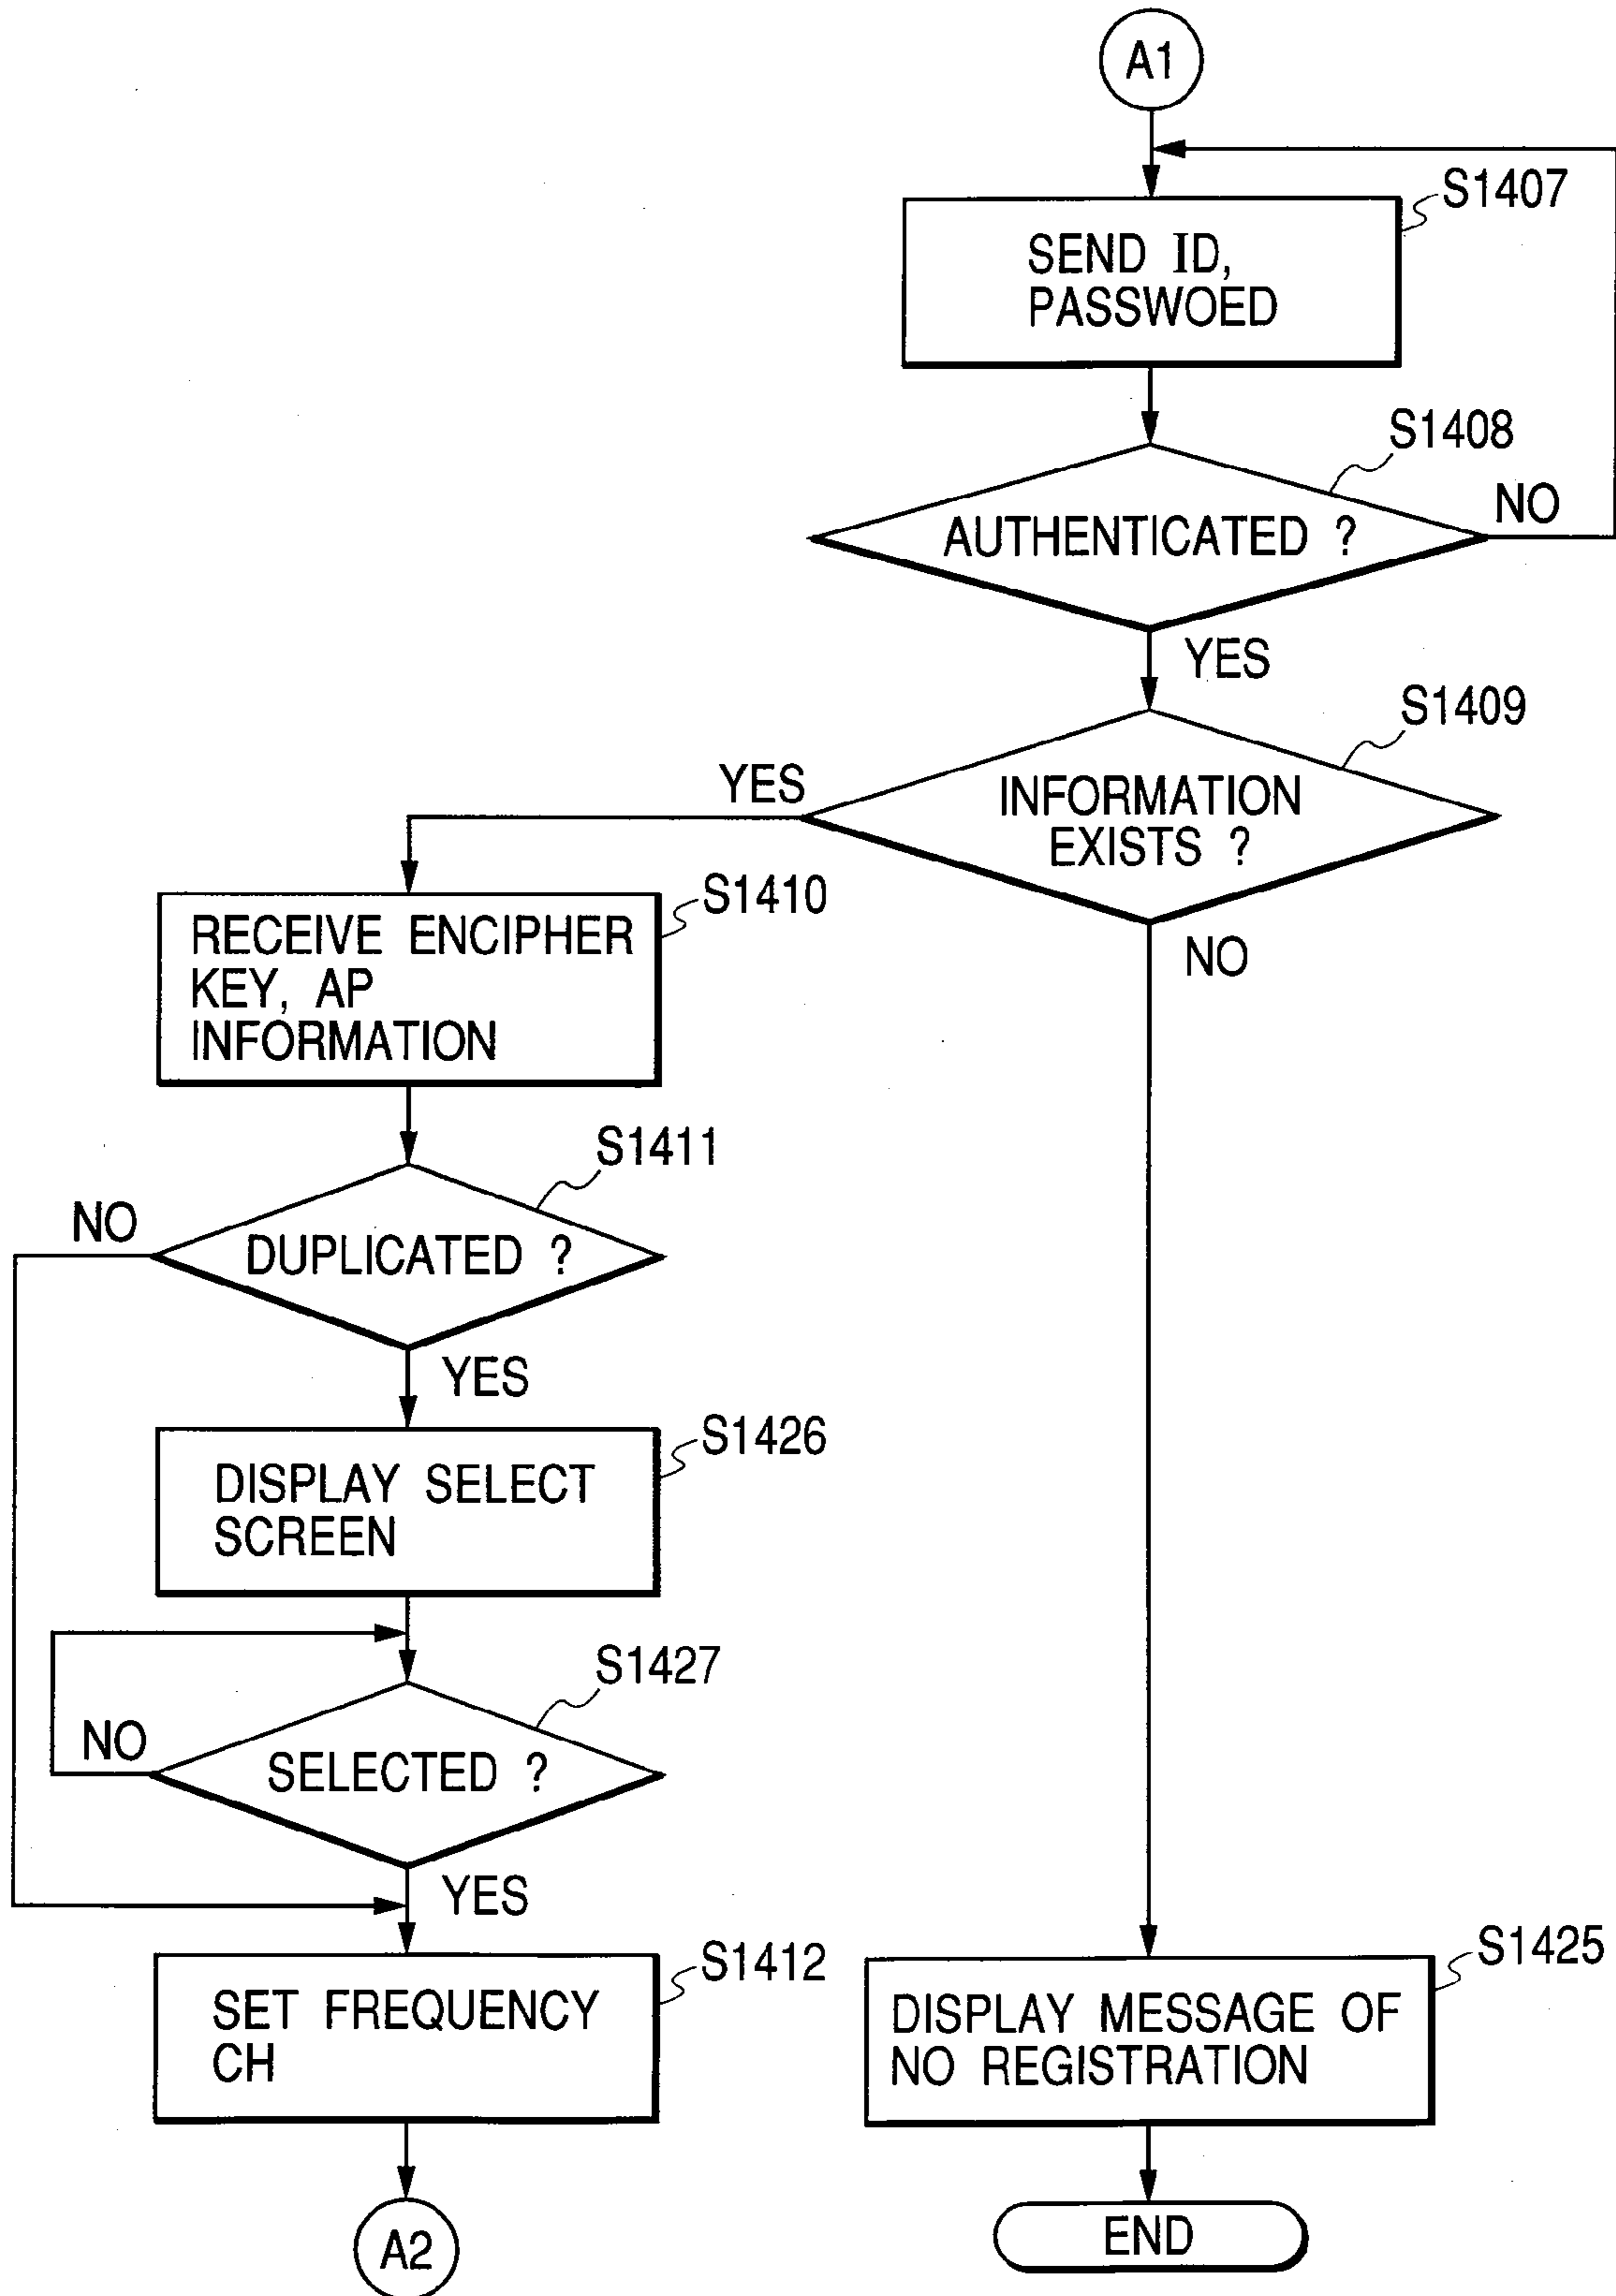 A1
S1407
SEND ID,
PASSWOED
S1408
AUTHENTICATED ?
NO
YES
S1409
INFORMATION
EXISTS ?
YES
NO
S1410
RECEIVE ENCIPHER
KEY, AP
INFORMATION
S1411
DUPLICATED ?
NO
YES
S1426
DISPLAY SELECT
SCREEN
S1427
SELECTED ?
NO
YES
S1412
SET FREQUENCY
CH
A2
S1425
DISPLAY MESSAGE OF
NO REGISTRATION
END